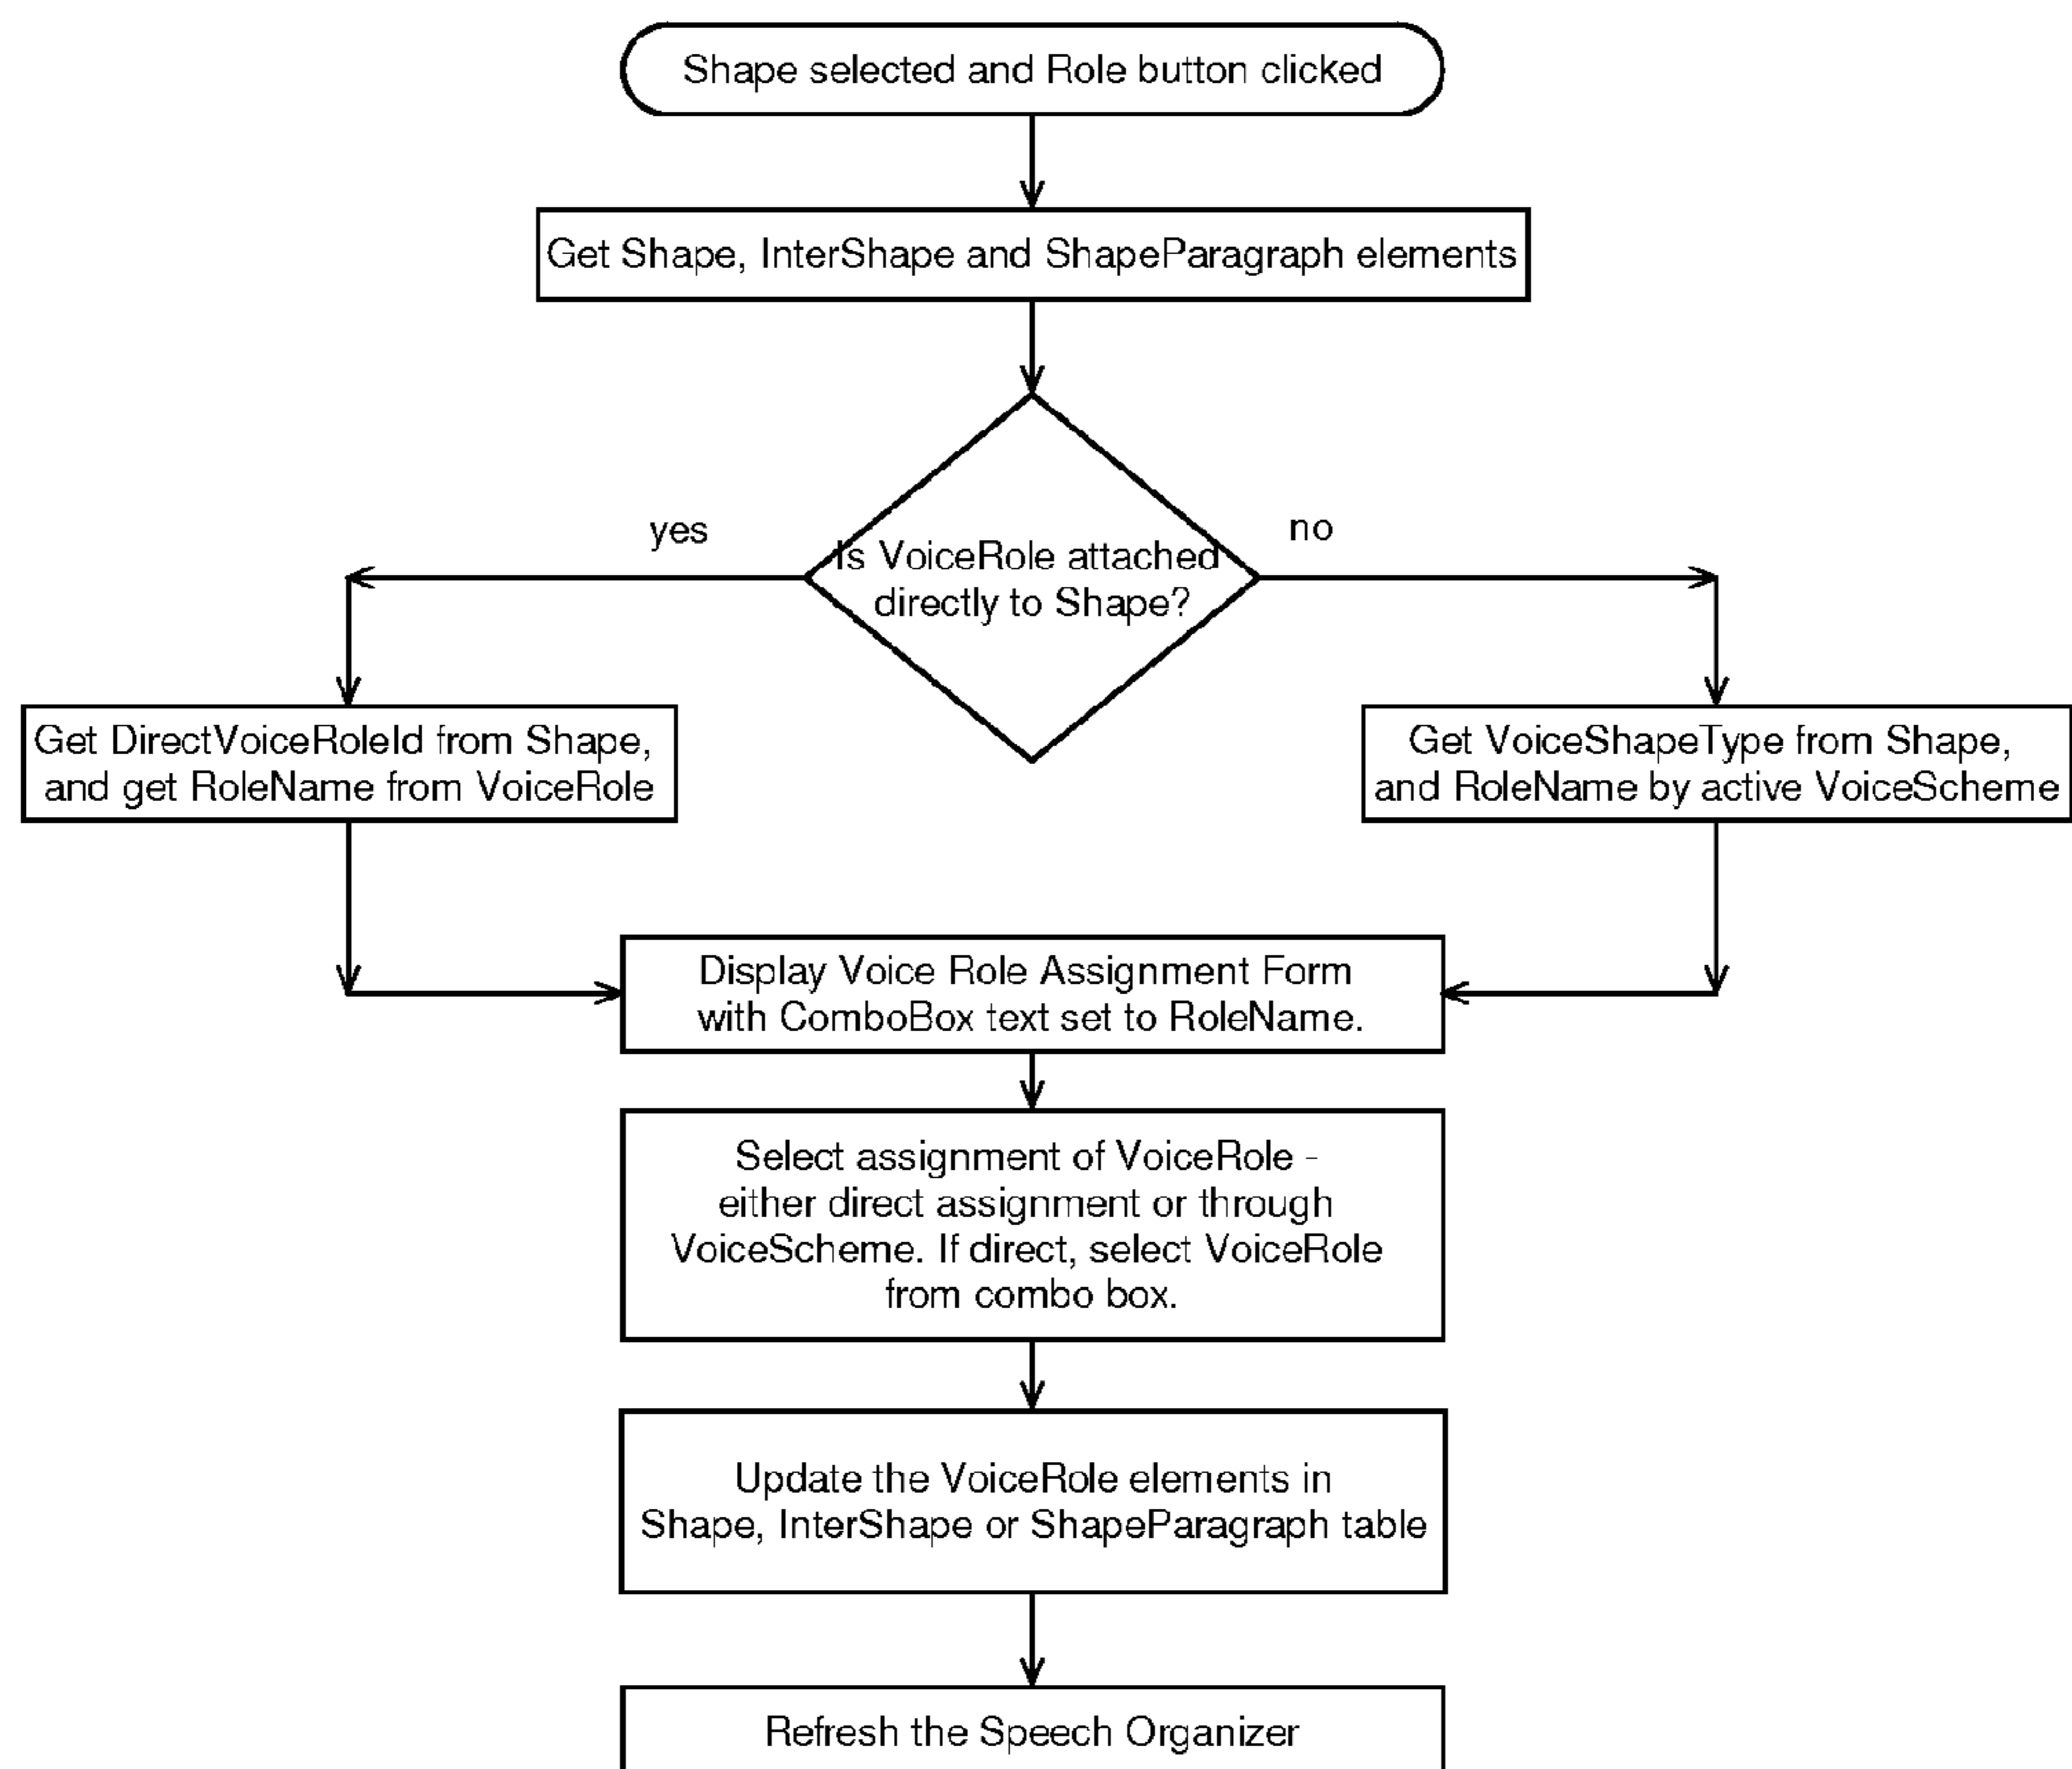 Shape selected and Role button clicked
Get Shape, InterShape and ShapeParagraph elements
yes
no
Is VoiceRole attached
directly to Shape?
Get DirectVoiceRoleId from Shape,
and get RoleName from VoiceRole
Get VoiceShapeType from Shape,
and RoleName by active VoiceScheme
Display Voice Role Assignment Form
with ComboBox text set to RoleName.
Select assignment of VoiceRole -
either direct assignment or through
VoiceScheme. If direct, select VoiceRole
from combo box.
Update the VoiceRole elements in
Shape, InterShape or ShapeParagraph table
Refresh the Speech Organizer